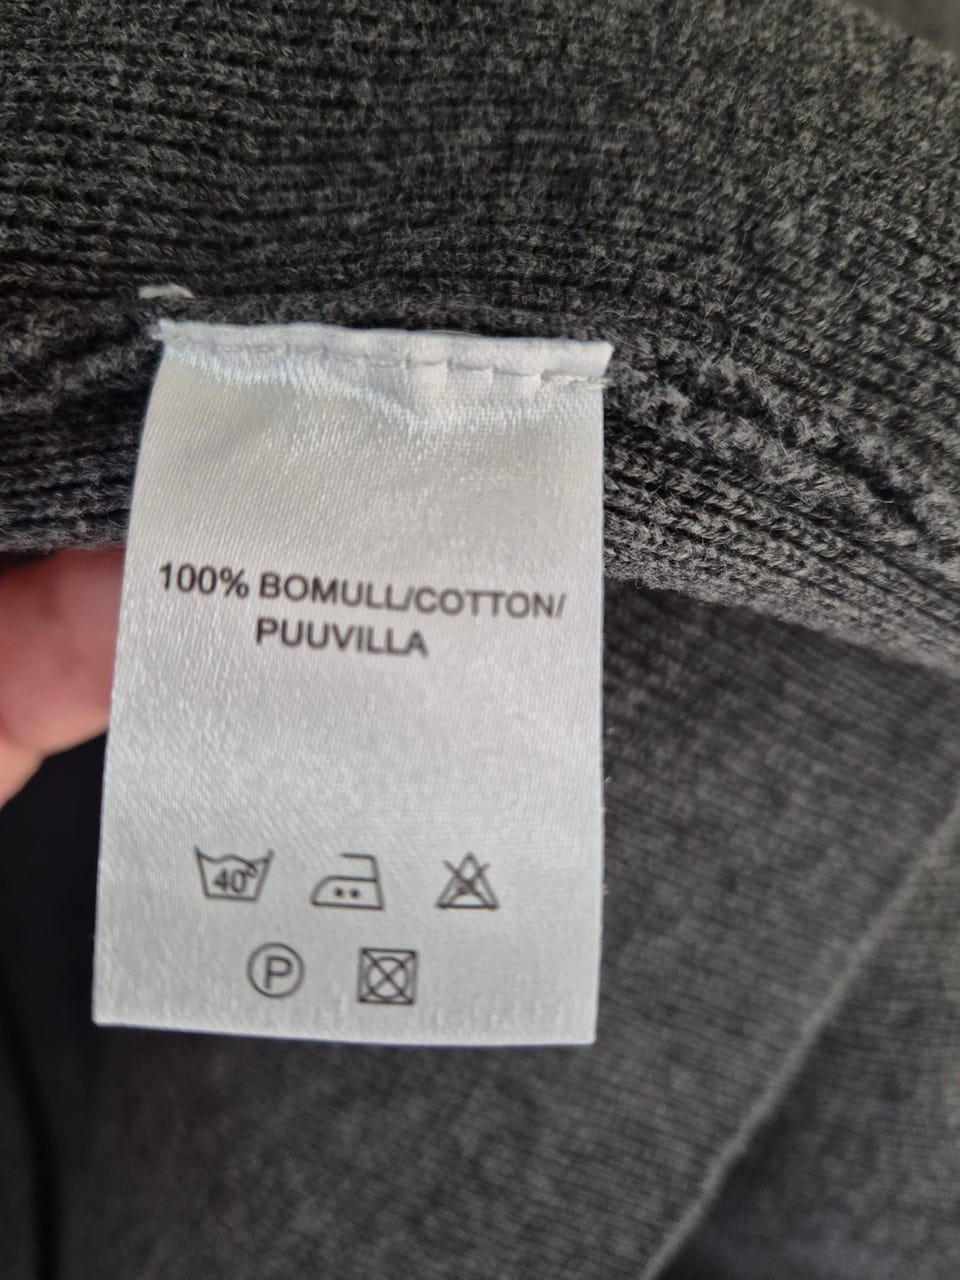 100% BOMULL/COTTON/
PUUVILLA
40°
P